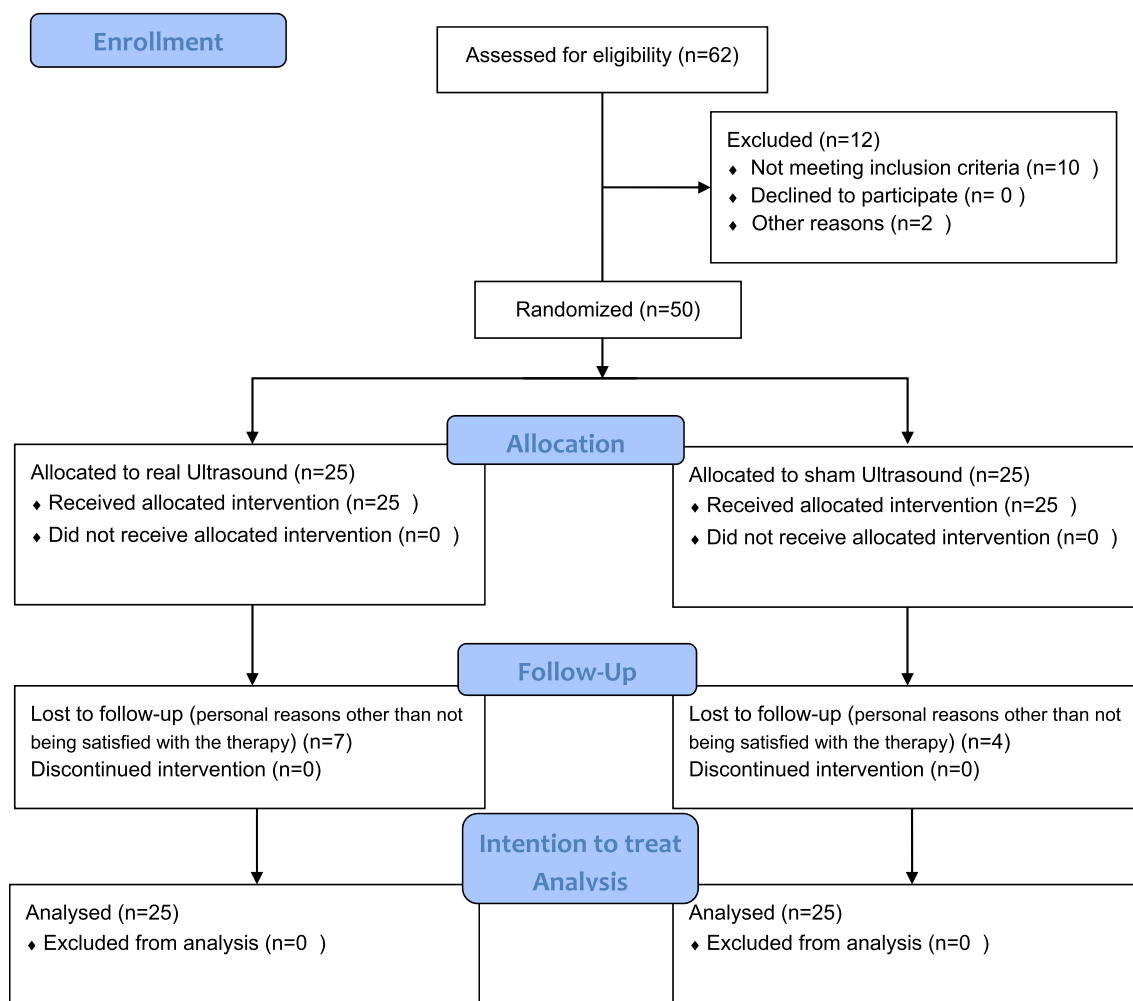 Enrollment
Assessed for eligibility (n=62)
Excluded (n=12)
♦ Not meeting inclusion criteria (n=10 )
♦ Declined to participate (n= 0 )
♦ Other reasons (n=2 )
Randomized (n=50)
Allocation
Allocated to real Ultrasound (n=25)
♦ Received allocated intervention (n=25 )
♦ Did not receive allocated intervention (n=0 )
Allocated to sham Ultrasound (n=25)
♦ Received allocated intervention (n=25 )
♦ Did not receive allocated intervention (n=0 )
Follow-Up
Lost to follow-up (personal reasons other than not
being satisfied with the therapy) (n=7)
Discontinued intervention (n=0)
Lost to follow-up (personal reasons other than not
being satisfied with the therapy) (n=4)
Discontinued intervention (n=0)
Intention to treat
Analysis
Analysed (n=25)
♦ Excluded from analysis (n=0 )
Analysed (n=25)
♦ Excluded from analysis (n=0 )